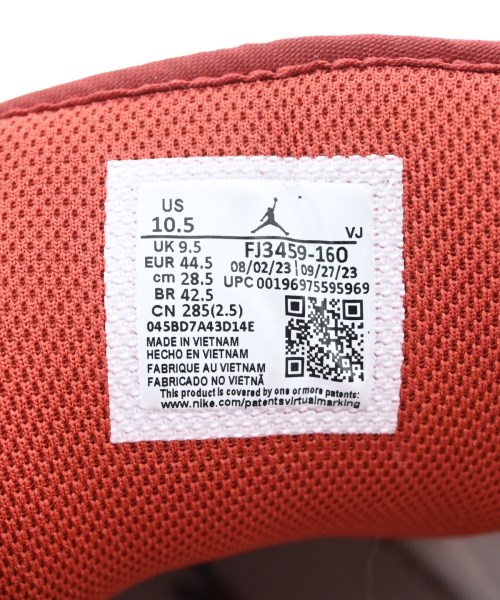 US
10.5
VJ
UK 9.5
EUR 44.5
cm 28.5
BR 42.5
CN 285(2.5)
FJ3459-160
08/02/23 | 09/27/23
UPC 00196975595969
045BD7A43D14E
MADE IN VIETNAM
HECHO EN VIETNAM
FABRIQUE AU VIETNAM
FABRICADO NO VIETNÃ
This product is covered by one or more patents:
www.nike.com/patentsvirtualmarking